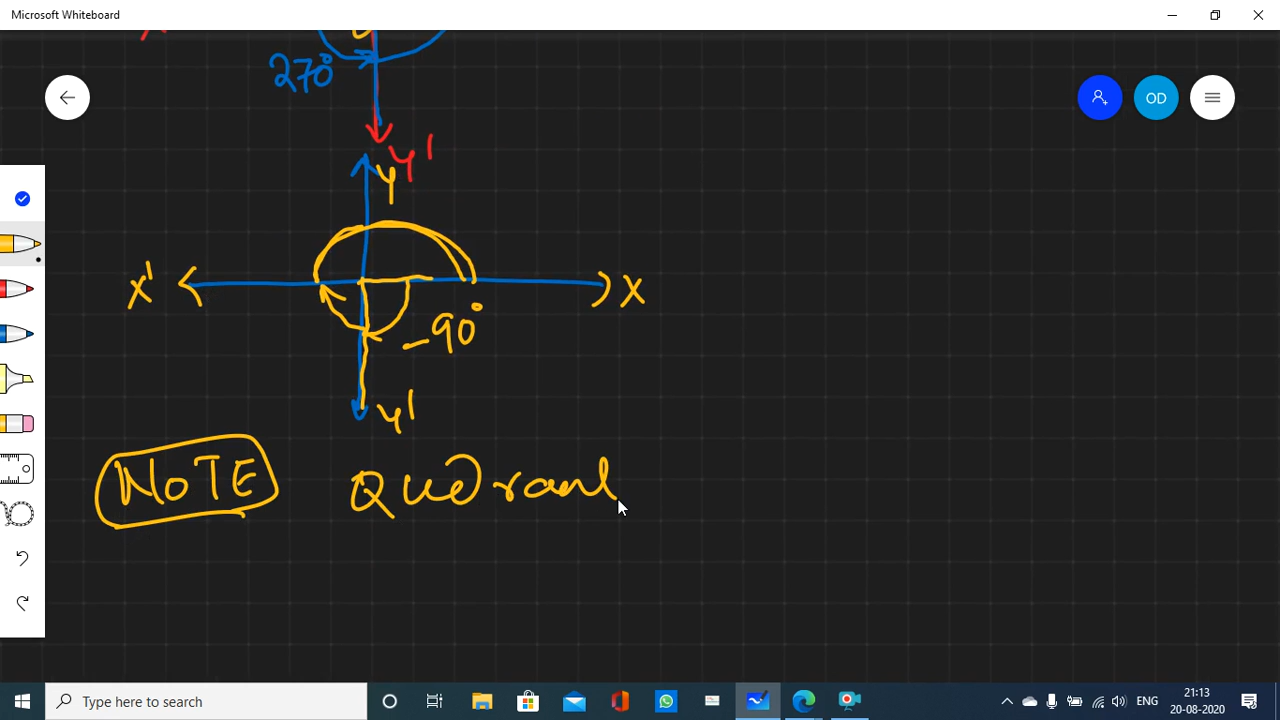 Microsoft Whiteboard
270°
Y'
OD
Y
X'
X
-90°
Y'
NOTE
Quadrant
Type here to search
ENG
21:13
20-08-2020